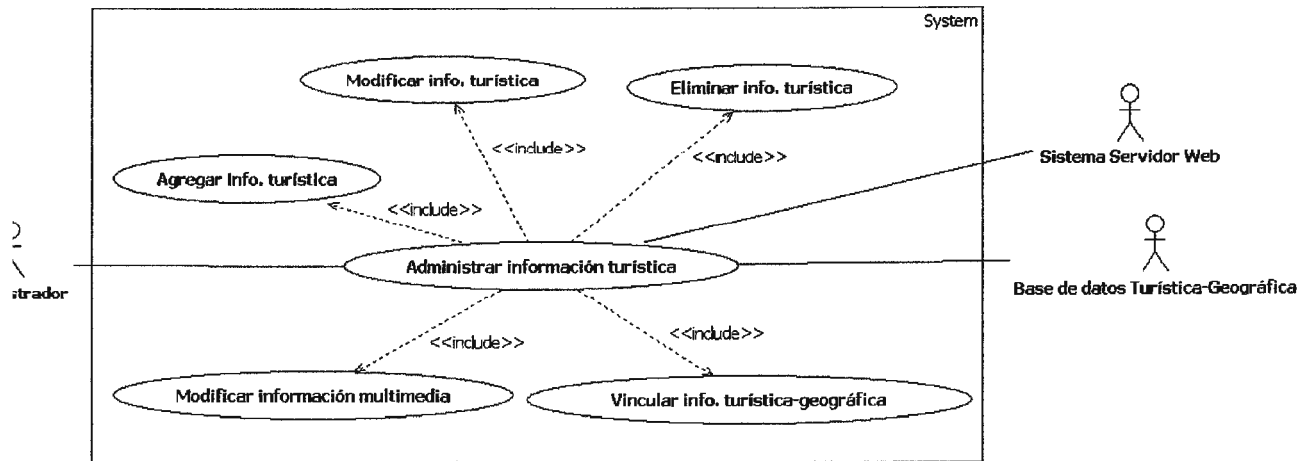 System
Modificar info. turística
Eliminar info. turística
<<include>>
<<include>>
Sistema Servidor Web
Agregar info. turística
<<include>>
Administrar información turística
strador
Base de datos Turística-Geográfica
<<include>>
<<include>>
Modificar información multimedia
Vincular info. turística-geográfica